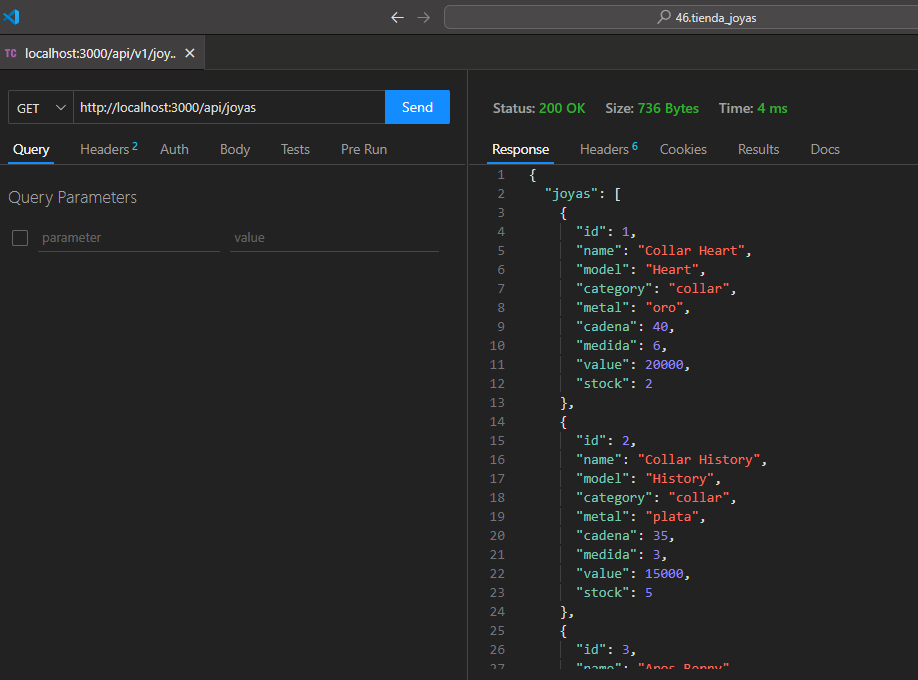 46.tienda_joyas
TC localhost:3000/api/v1/joy..
GET http://localhost:3000/api/joyas Send
Query Headers 2 Auth Body Tests Pre Run
Query Parameters
parameter value
Status: 200 OK Size: 736 Bytes Time: 4 ms
Response Headers 6 Cookies Results Docs
1 {
2 "joyas": [
3 {
4 "id": 1,
5 "name": "Collar Heart",
6 "model": "Heart",
7 "category": "collar",
8 "metal": "oro",
9 "cadena": 40,
10 "medida": 6,
11 "value": 20000,
12 "stock": 2
13 },
14 {
15 "id": 2,
16 "name": "Collar History",
17 "model": "History",
18 "category": "collar",
19 "metal": "plata",
20 "cadena": 35,
21 "medida": 3,
22 "value": 15000,
23 "stock": 5
24 },
25 {
26 "id": 3,
27 "name": "Aros Berry"